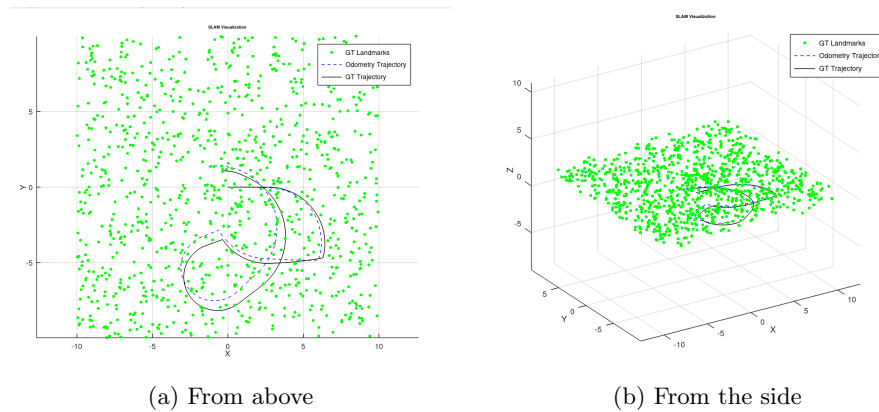 SLAM Visualization
GT Landmarks
Odometry Trajectory
GT Trajectory
5
0
-5
Y
-10
-5
0
5
10
X
(a) From above
SLAM Visualization
GT Landmarks
Odometry Trajectory
GT Trajectory
10
5
0
-5
Z
5
0
-5
Y
-10
-5
0
5
10
X
(b) From the side